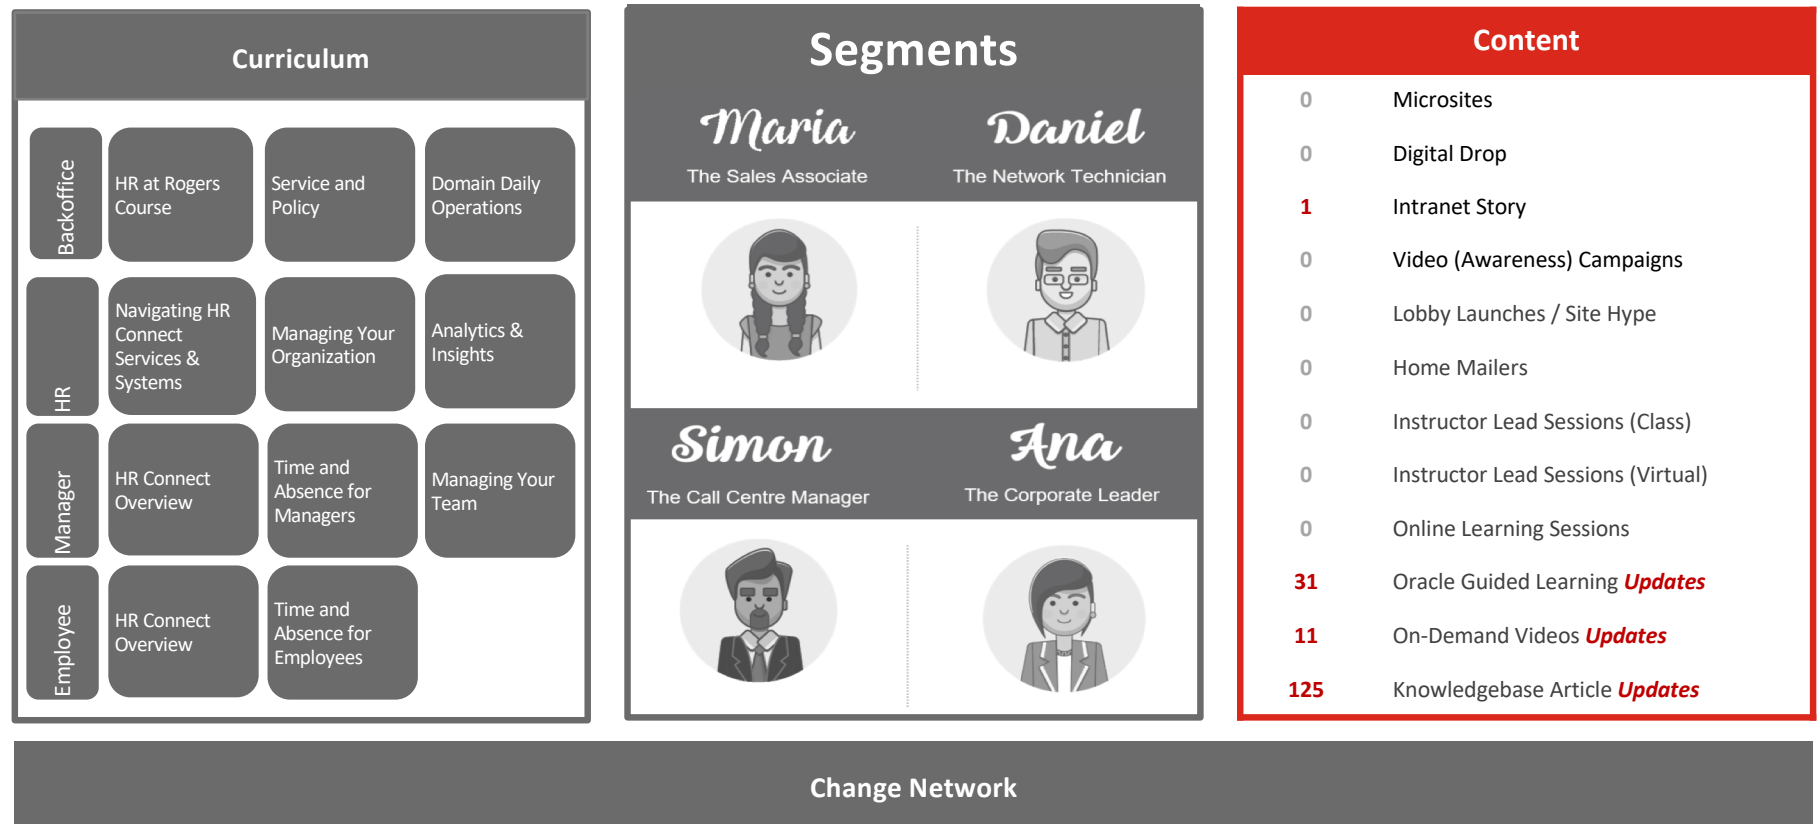 Curriculum
Backoffice
HR at Rogers
Course
Service and
Policy
Domain Daily
Operations
HR
Navigating HR
Connect
Services &
Systems
Managing Your
Organization
Analytics &
Insights
Manager
HR Connect
Overview
Time and
Absence for
Managers
Managing Your
Team
Employee
HR Connect
Overview
Time and
Absence for
Employees
Segments
Maria
The Sales Associate
Daniel
The Network Technician
Simon
The Call Centre Manager
Ana
The Corporate Leader
Content
0 Microsites
0 Digital Drop
1 Intranet Story
0 Video (Awareness) Campaigns
0 Lobby Launches / Site Hype
0 Home Mailers
0 Instructor Lead Sessions (Class)
0 Instructor Lead Sessions (Virtual)
0 Online Learning Sessions
31 Oracle Guided Learning Updates
11 On-Demand Videos Updates
125 Knowledgebase Article Updates
Change Network